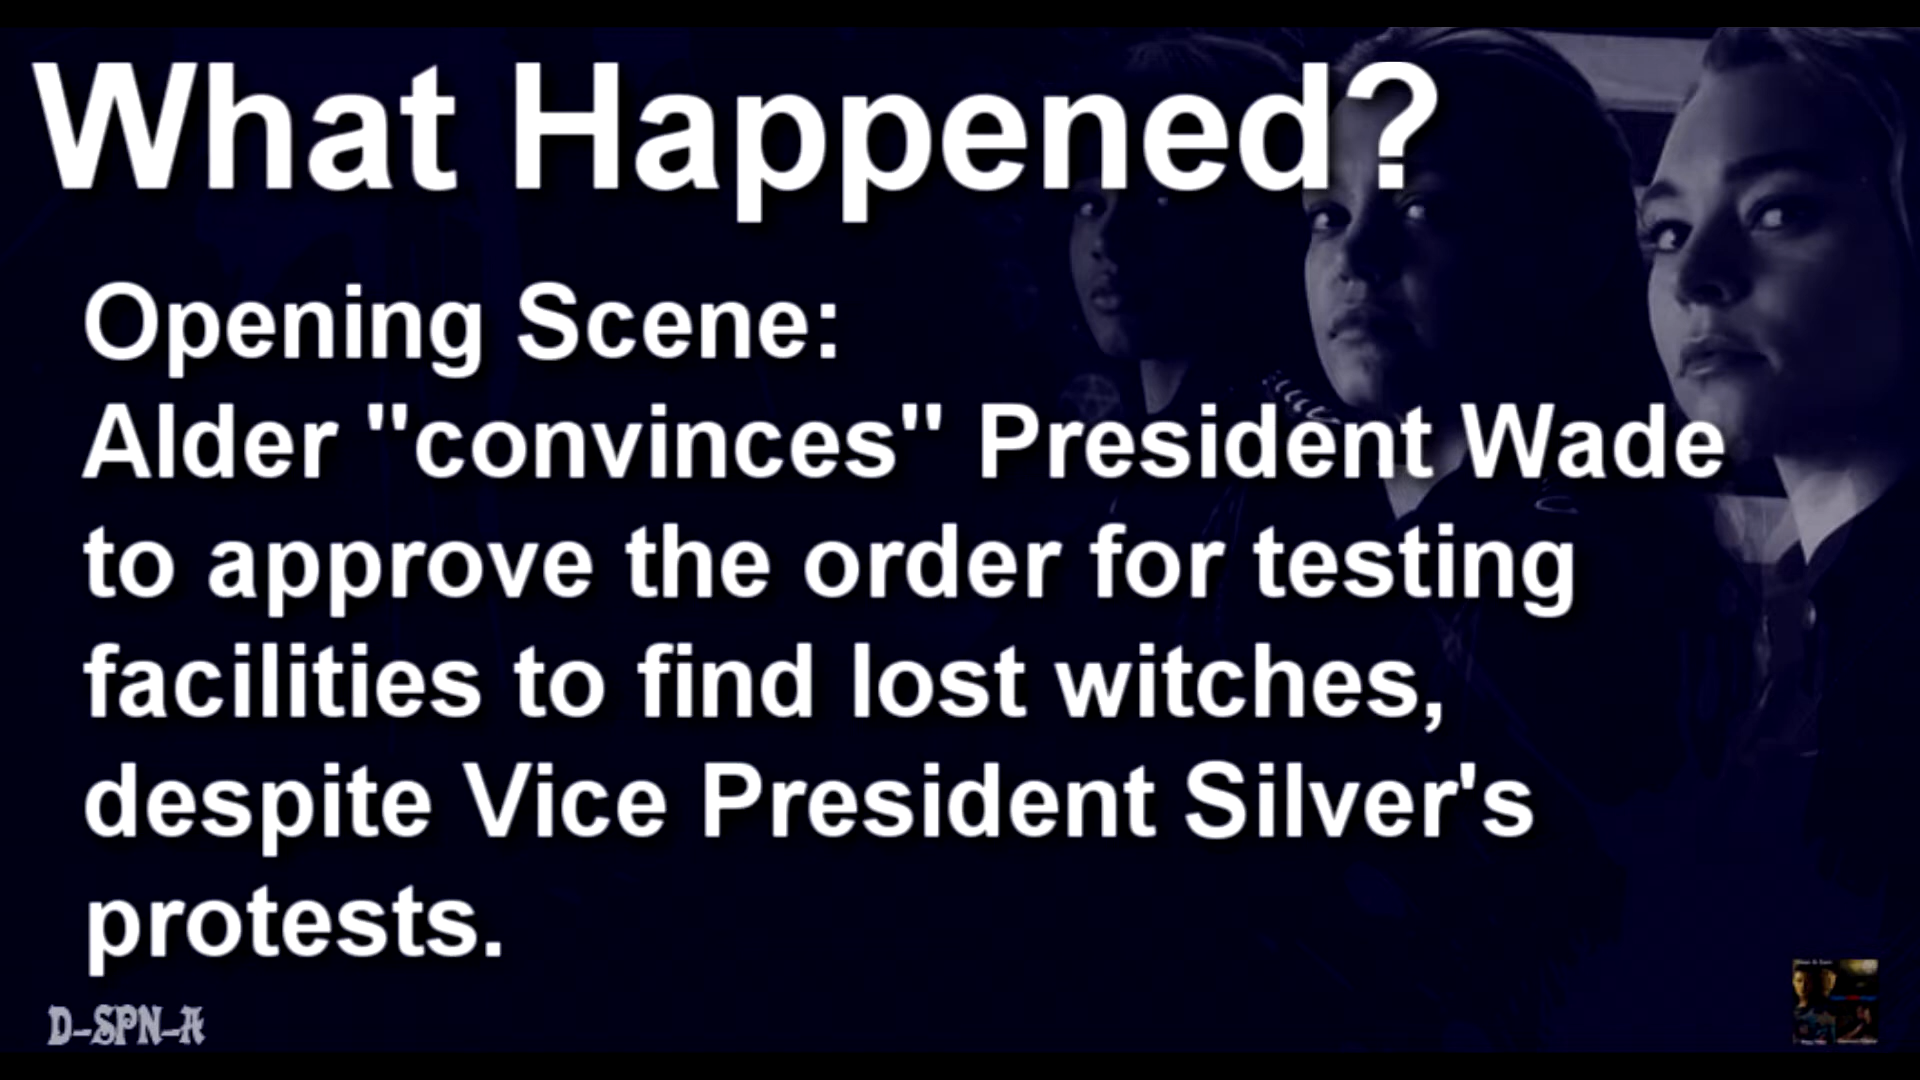 What Happened?
Opening Scene:
Alder "convinces" President Wade
to approve the order for testing
facilities to find lost witches,
despite Vice President Silver's
protests.
D-SPN-A